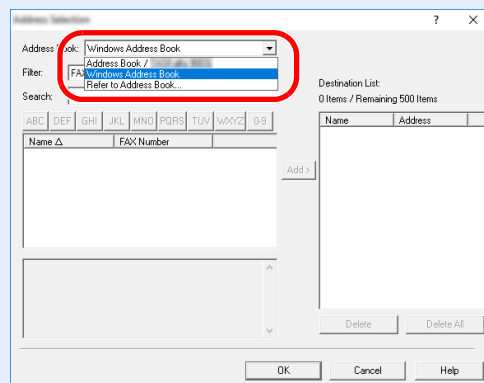 Address Selection
Address Book: Windows Address Book
Address Book /
Windows Address Book
Refer to Address Book...
Filter: FAX
Search:
Destination List:
0 Items / Remaining 500 Items
ABC DEF GHI JKL MNO PQRS TUV WXYZ 0-9
Name FAX Number
Name Address
Add >
Delete Delete All
OK Cancel Help